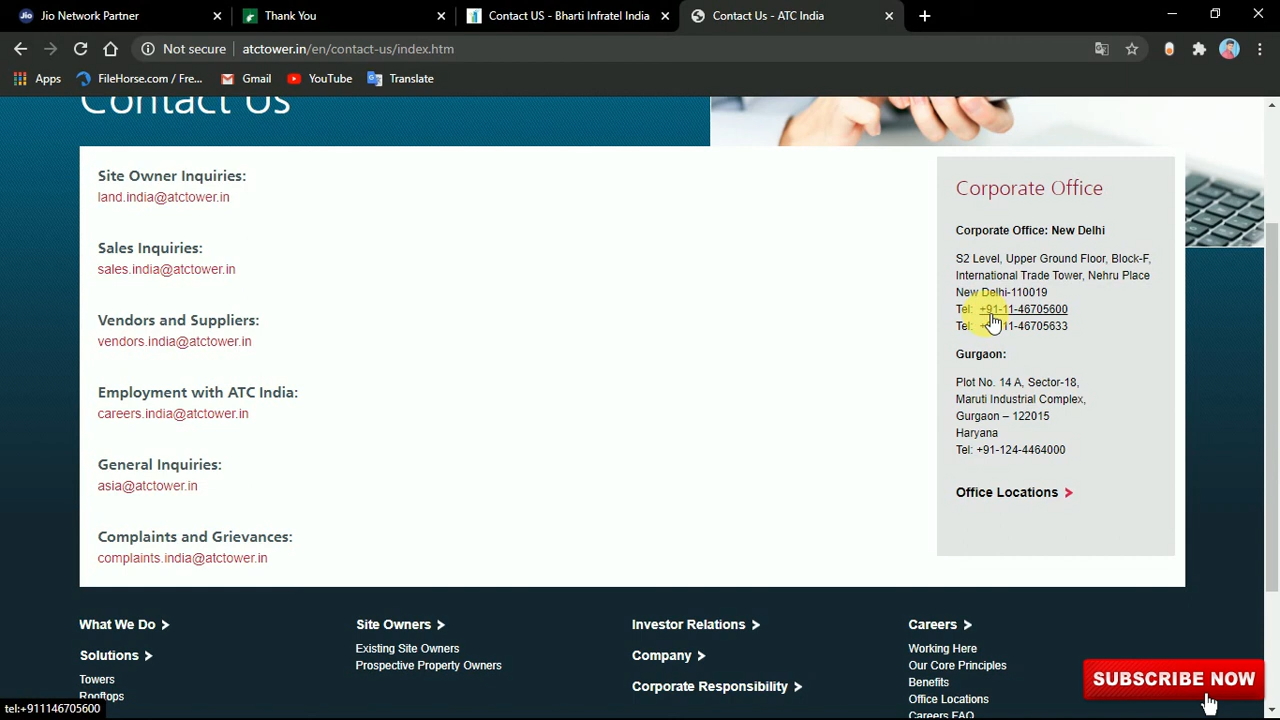 Jio Network Partner
Thank You
Contact US - Bharti Infratel India
Contact Us - ATC India
Not secure
atctower.in/en/contact-us/index.htm
Apps
FileHorse.com / Fre...
Gmail
YouTube
Translate
Contact Us
Site Owner Inquiries:
land.india@atctower.in
Sales Inquiries:
sales.india@atctower.in
Vendors and Suppliers:
vendors.india@atctower.in
Employment with ATC India:
careers.india@atctower.in
General Inquiries:
asia@atctower.in
Complaints and Grievances:
complaints.india@atctower.in
Corporate Office
Corporate Office: New Delhi
S2 Level, Upper Ground Floor, Block-F,
International Trade Tower, Nehru Place
New Delhi-110019
Tel: +91-11-46705600
Tel: +91-11-46705633
Gurgaon:
Plot No. 14 A, Sector-18,
Maruti Industrial Complex,
Gurgaon – 122015
Haryana
Tel: +91-124-4464000
Office Locations >
What We Do >
Solutions >
Towers
Rooftops
Site Owners >
Existing Site Owners
Prospective Property Owners
Investor Relations >
Company >
Corporate Responsibility >
Careers >
Working Here
Our Core Principles
Benefits
Office Locations
Careers FAQ
SUBSCRIBE NOW
tel:+911146705600